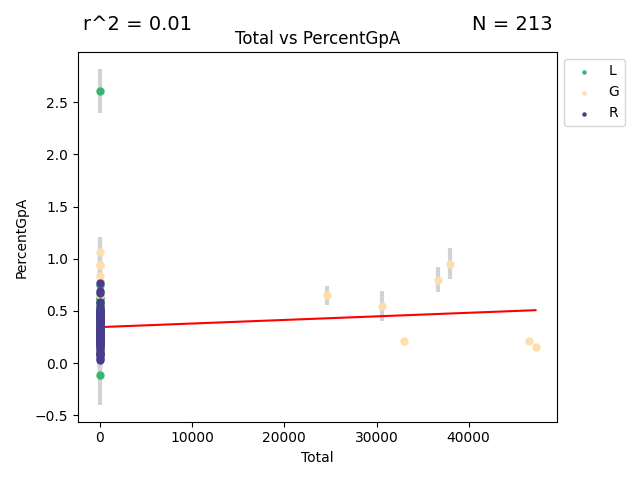 r^2 = 0.01 N = 213
Total vs PercentGpA
L
G
R
PercentGpA
2.5
2.0
1.5
1.0
0.5
0.0
−0.5
0 10000 20000 30000 40000
Total